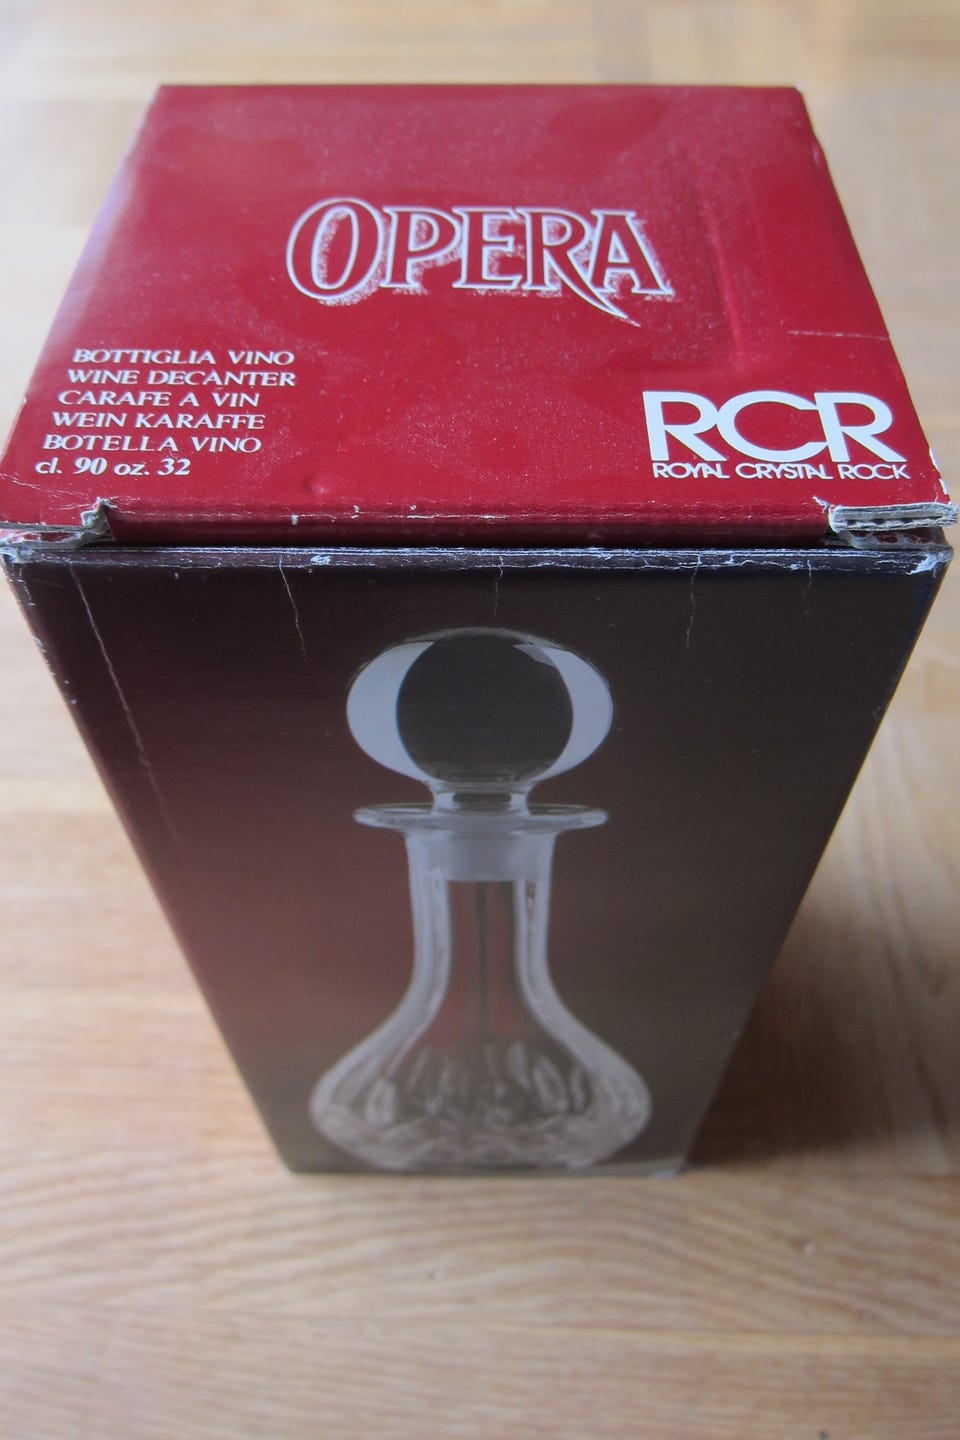 OPERA
BOTTIGLIA VINO
WINE DECANTER
CARAFE A VIN
WEIN KARAFFE
BOTELLA VINO
cl. 90 oz. 32
RCR
ROYAL CRYSTAL ROCK